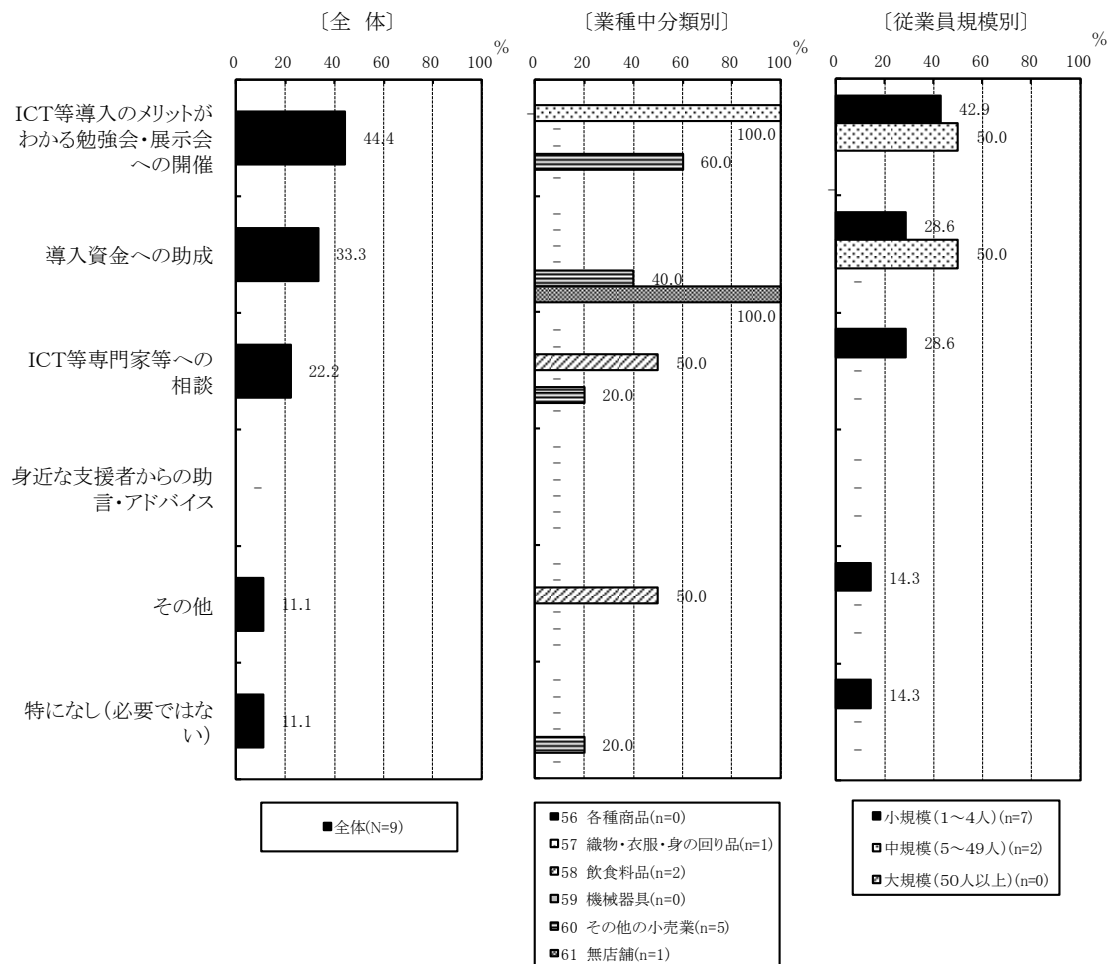 〔全 体〕
〔業種中分類別〕
〔従業員規模別〕
%
%
%
0 20 40 60 80 100
0 20 40 60 80 100
0 20 40 60 80 100
ICT等導入のメリットが
わかる勉強会・展示会
への開催
44.4
–
100.0
–
60.0
–
42.9
50.0
–
導入資金への助成
33.3
–
–
–
–
40.0
100.0
28.6
50.0
–
ICT等専門家等への
相談
22.2
–
–
50.0
–
20.0
–
28.6
–
–
身近な支援者からの助
言・アドバイス
–
–
–
–
–
–
–
–
–
–
その他
11.1
–
–
50.0
–
–
–
14.3
–
–
特になし(必要ではな
い)
11.1
–
–
–
–
20.0
–
14.3
–
–
■全体(N=9)
56 各種商品(n=0)
57 織物・衣服・身の回り品(n=1)
58 飲食料品(n=2)
59 機械器具(n=0)
60 その他の小売業(n=5)
61 無店舗(n=1)
小規模(1〜4人)(n=7)
中規模(5〜49人)(n=2)
大規模(50人以上)(n=0)